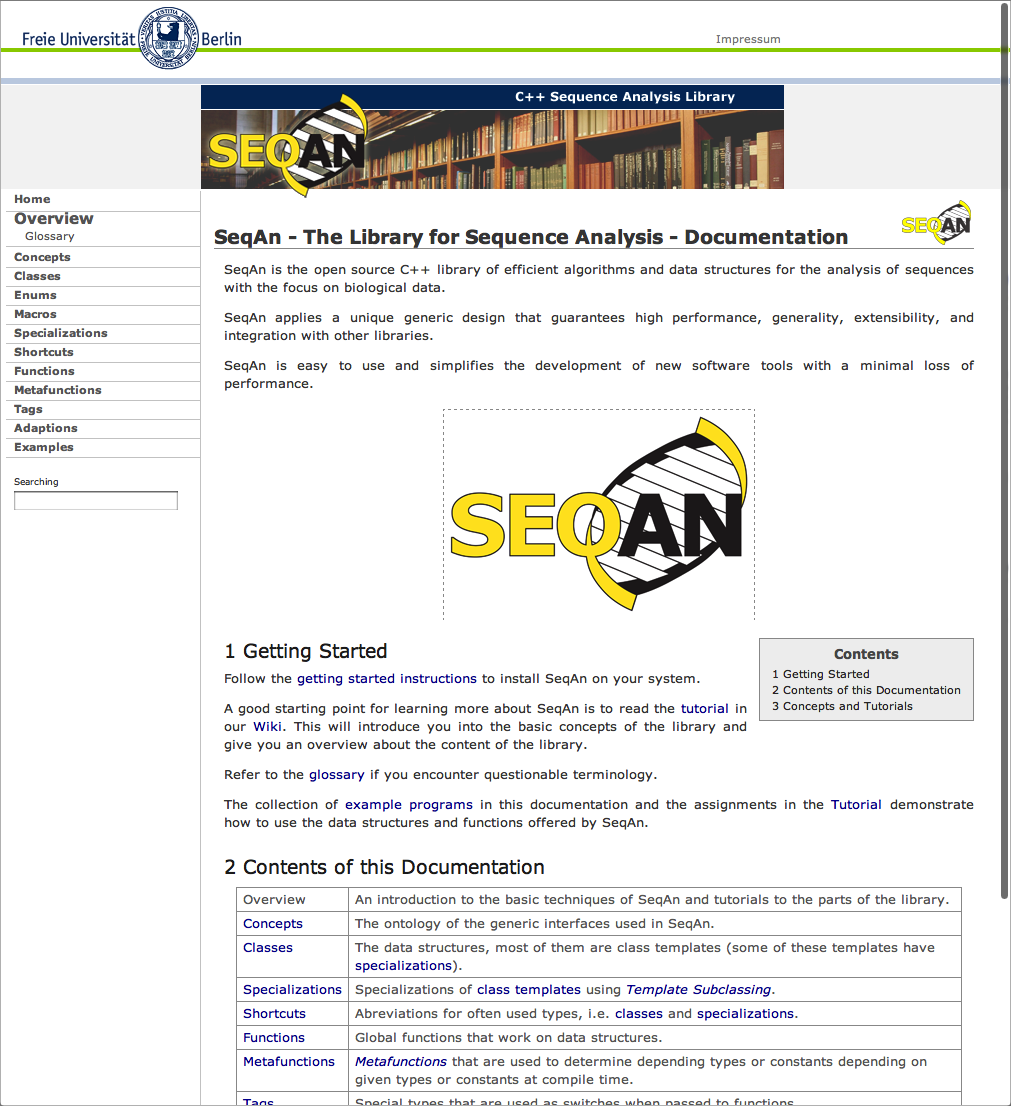 Freie Universität Berlin
Impressum
C++ Sequence Analysis Library
SEQAN
Home
Overview
Glossary
Concepts
Classes
Enums
Macros
Specializations
Shortcuts
Functions
Metafunctions
Tags
Adaptions
Examples
Searching
SEQAN
SeqAn - The Library for Sequence Analysis - Documentation
SeqAn is the open source C++ library of efficient algorithms and data structures for the analysis of sequences
with the focus on biological data.
SeqAn applies a unique generic design that guarantees high performance, generality, extensibility, and
integration with other libraries.
SeqAn is easy to use and simplifies the development of new software tools with a minimal loss of
performance.
SEQAN
1 Getting Started
Follow the getting started instructions to install SeqAn on your system.
A good starting point for learning more about SeqAn is to read the tutorial in
our Wiki. This will introduce you into the basic concepts of the library and
give you an overview about the content of the library.
Refer to the glossary if you encounter questionable terminology.
The collection of example programs in this documentation and the assignments in the Tutorial demonstrate
how to use the data structures and functions offered by SeqAn.
Contents
1 Getting Started
2 Contents of this Documentation
3 Concepts and Tutorials
2 Contents of this Documentation
Overview An introduction to the basic techniques of SeqAn and tutorials to the parts of the library.
Concepts The ontology of the generic interfaces used in SeqAn.
Classes The data structures, most of them are class templates (some of these templates have
specializations).
Specializations Specializations of class templates using Template Subclassing.
Shortcuts Abreviations for often used types, i.e. classes and specializations.
Functions Global functions that work on data structures.
Metafunctions Metafunctions that are used to determine depending types or constants depending on
given types or constants at compile time.
Tags Special types that are used as switches when passed to functions.